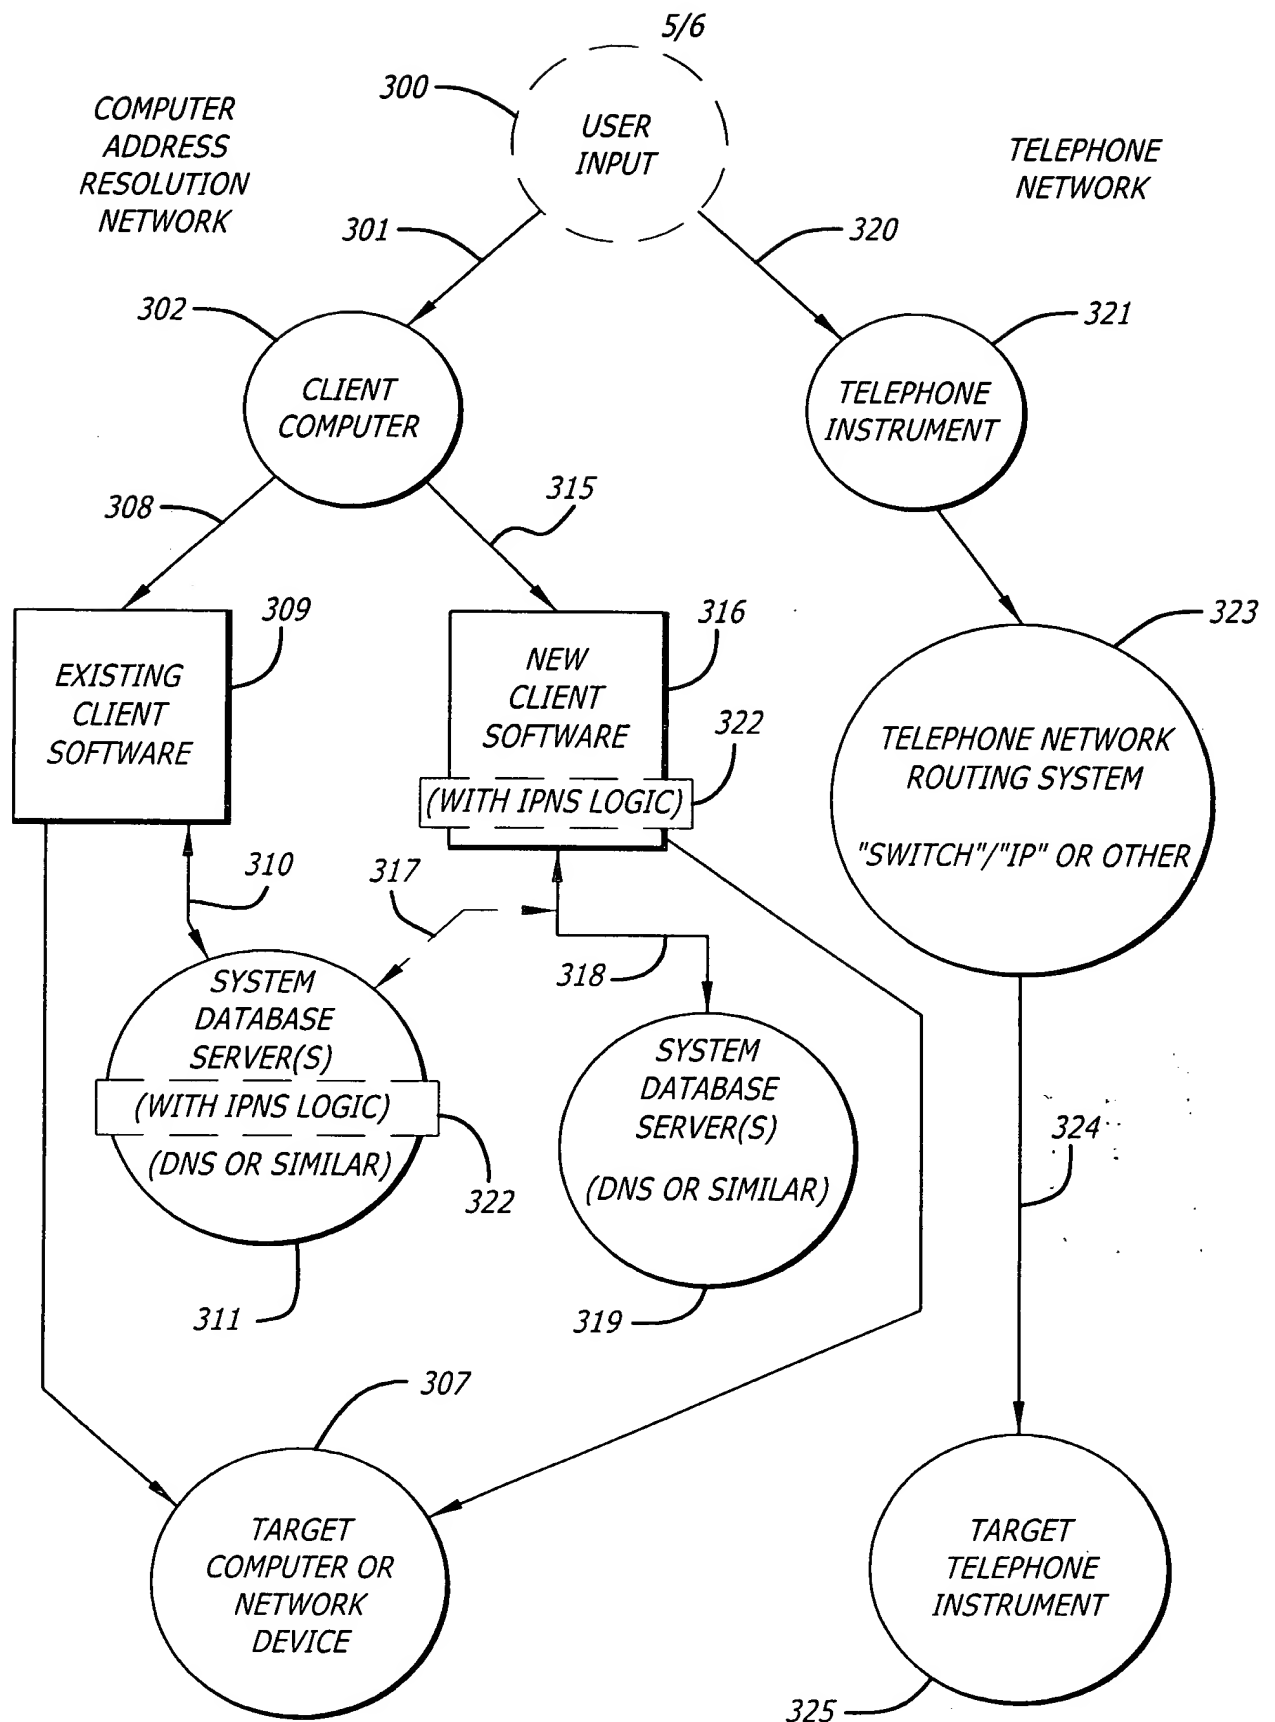 5/6
300
COMPUTER
ADDRESS
RESOLUTION
NETWORK
USER
INPUT
TELEPHONE
NETWORK
301
320
302
321
CLIENT
COMPUTER
TELEPHONE
INSTRUMENT
308
315
309
316
323
EXISTING
CLIENT
SOFTWARE
NEW
CLIENT
SOFTWARE
322
(WITH IPNS LOGIC)
TELEPHONE NETWORK
ROUTING SYSTEM
"SWITCH"/"IP" OR OTHER
310
317
318
SYSTEM
DATABASE
SERVER(S)
(WITH IPNS LOGIC)
(DNS OR SIMILAR)
322
SYSTEM
DATABASE
SERVER(S)
(DNS OR SIMILAR)
324
311
319
307
TARGET
COMPUTER OR
NETWORK
DEVICE
TARGET
TELEPHONE
INSTRUMENT
325